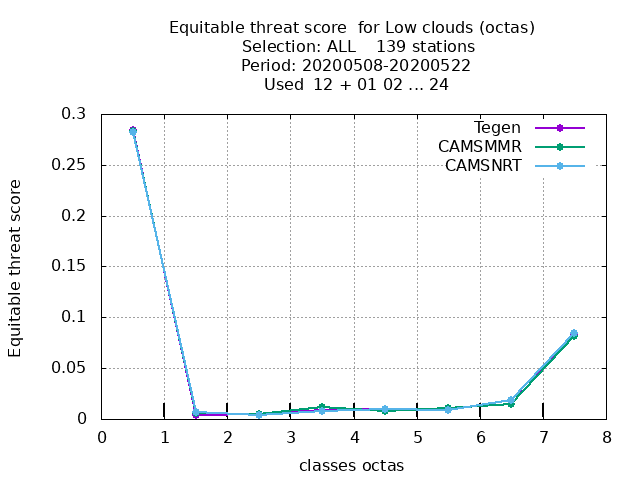 Equitable threat score  for Low clouds (octas)
Selection: ALL    139 stations
Period: 20200508-20200522
Used  12 + 01 02 ... 24
Tegen
CAMSMMR
CAMSNRT
Equitable threat score
0.3
0.25
0.2
0.15
0.1
0.05
0
0 1 2 3 4 5 6 7 8
classes octas